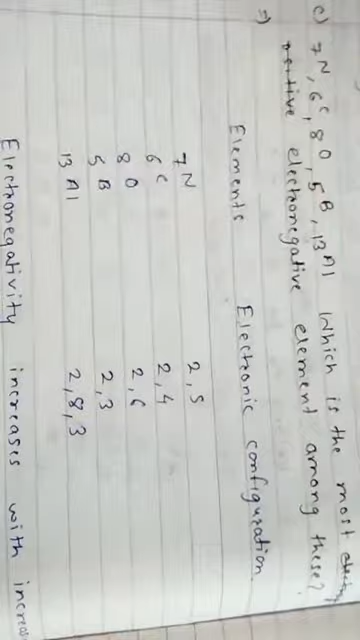 c) 7N, 6C, 8O, 5B, 13Al Which is the most
electronegative element among these?
⇒
Elements Electronic configuration
7N 2,5
6C 2,4
8O 2,6
5B 2,3
13Al 2,8,3
Electronegativity increases with